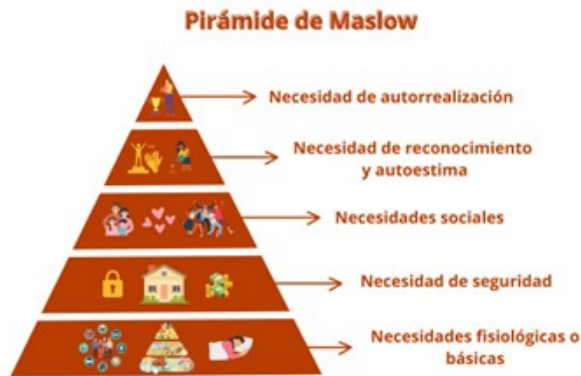 Pirámide de Maslow
Necesidad de autorrealización
Necesidad de reconocimiento
y autoestima
Necesidades sociales
Necesidad de seguridad
Necesidades fisiológicas o
básicas